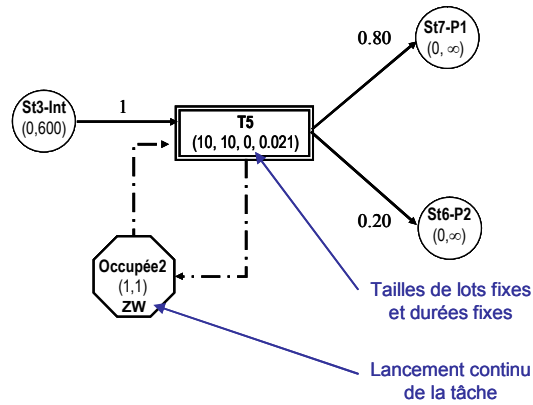 St7-P1
(0, ∞)
0.80
St3-Int
(0,600)
1
T5
(10, 10, 0, 0.021)
0.20
St6-P2
(0,∞)
Occupée2
(1,1)
ZW
Tailles de lots fixes
et durées fixes
Lancement continu
de la tâche